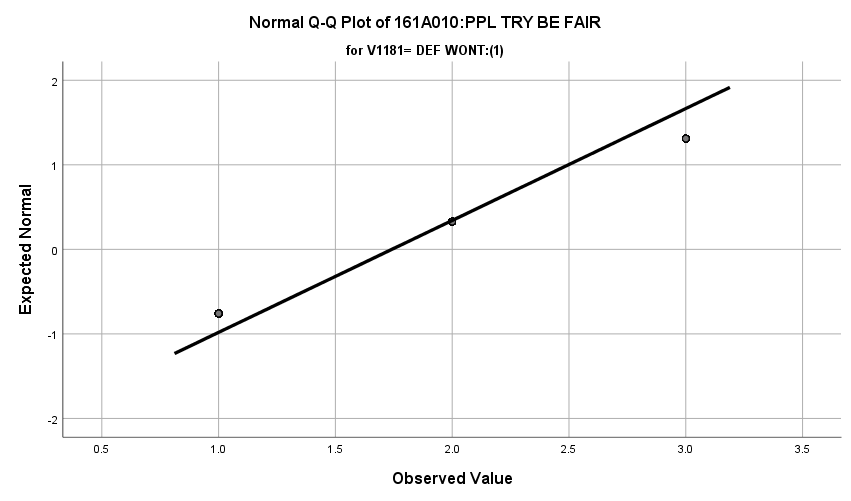 Normal Q-Q Plot of 161A010:PPL TRY BE FAIR
for V1181= DEF WONT:(1)
Expected Normal
2
1
0
-1
-2
0.5 1.0 1.5 2.0 2.5 3.0 3.5
Observed Value